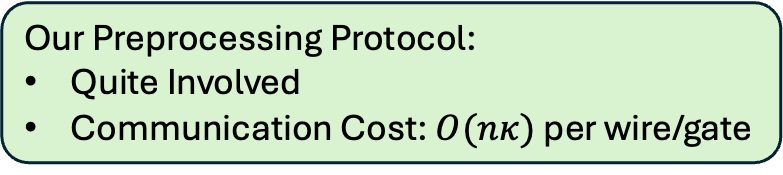 Our Preprocessing Protocol:
• Quite Involved
• Communication Cost: 𝑂(𝑛𝜅) per wire/gate